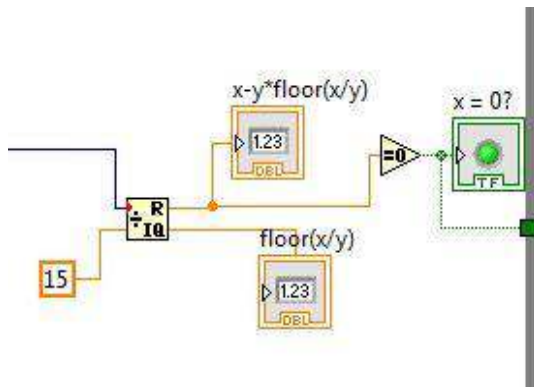 x-y*floor(x/y)
1.23
DBL
x = 0?
=0
TF
R
÷
IQ
15
floor(x/y)
1.23
DBL